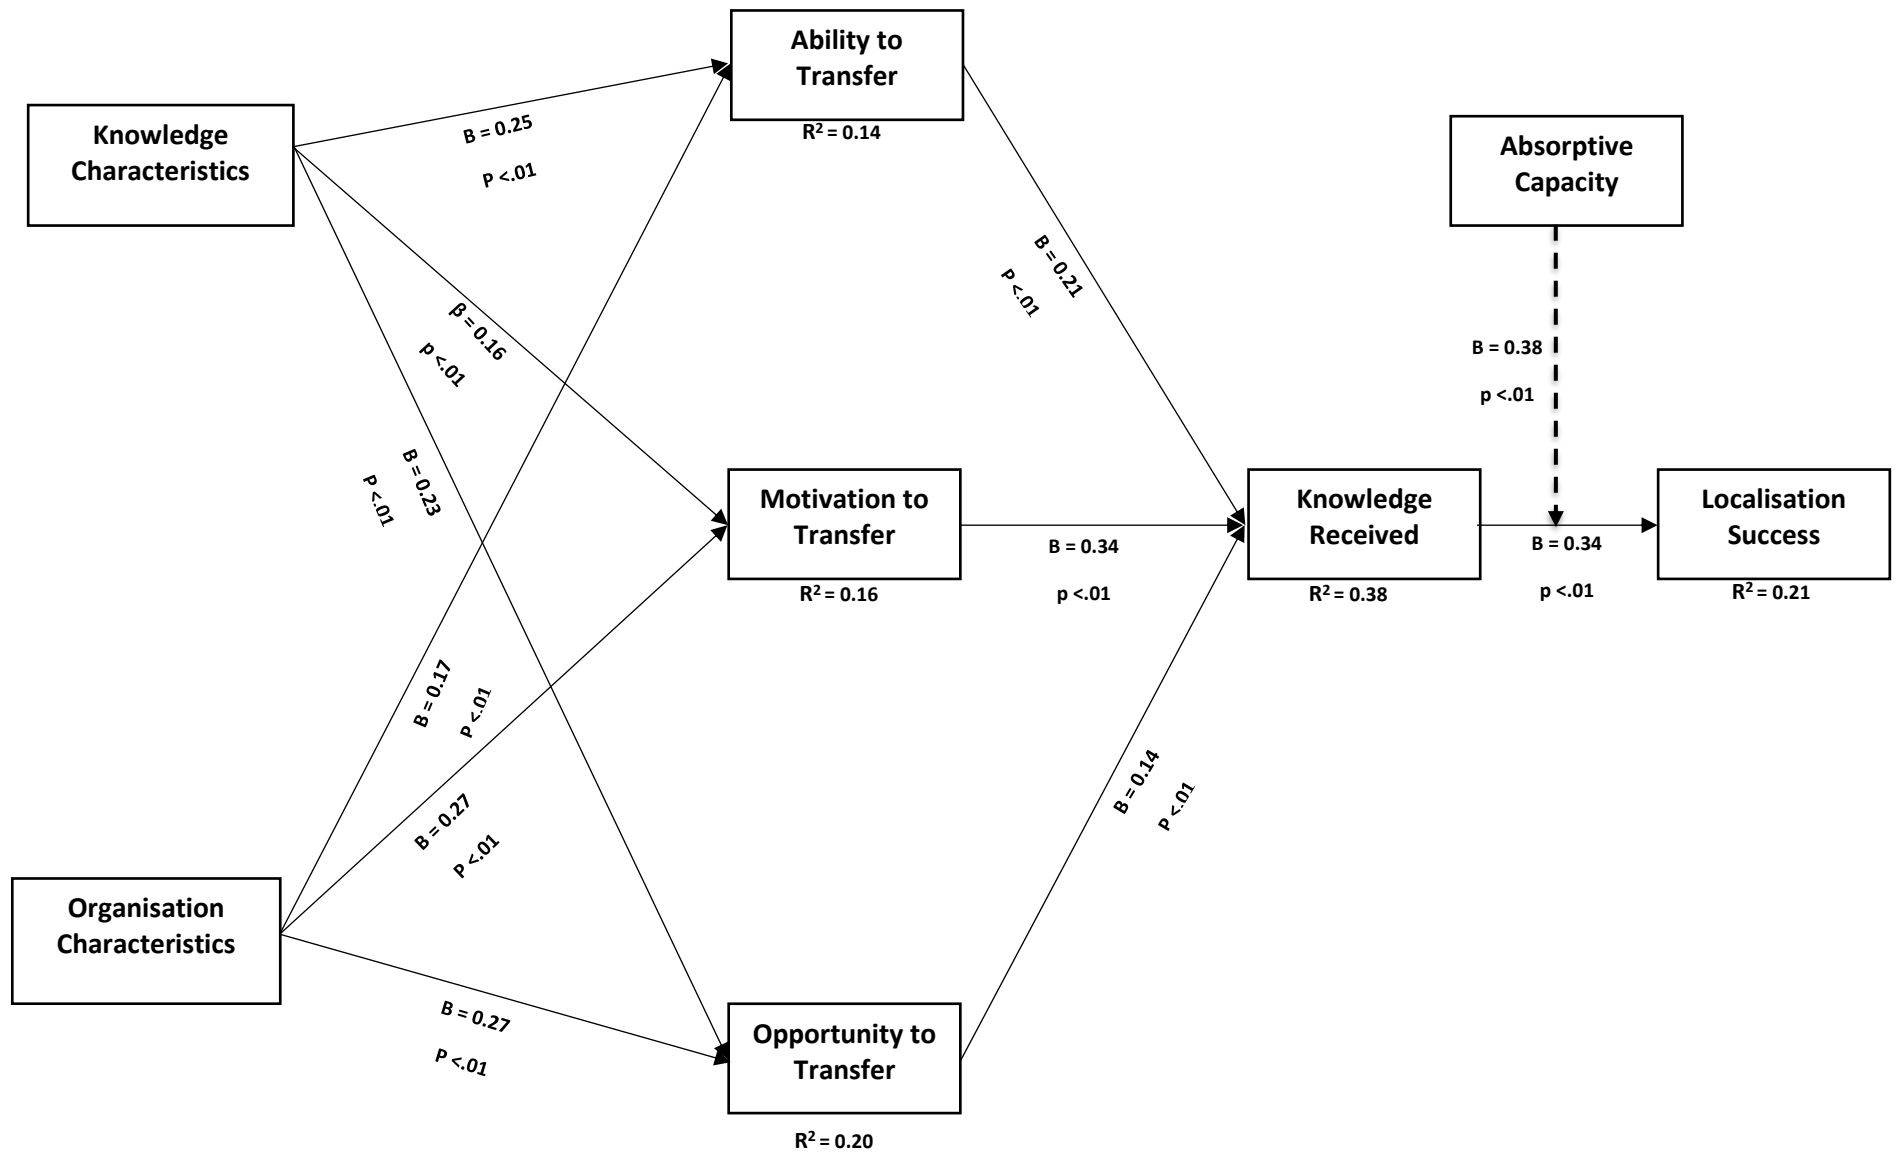 Ability to
Transfer
R² = 0.14
Knowledge
Characteristics
B = 0.25
P <.01
Absorptive
Capacity
B = 0.21
P <.01
β = 0.16
p <.01
B = 0.38
p <.01
B = 0.23
P <.01
Motivation to
Transfer
R² = 0.16
B = 0.34
p <.01
Knowledge
Received
R² = 0.38
B = 0.34
p <.01
Localisation
Success
R² = 0.21
B = 0.17
P <.01
B = 0.27
P <.01
B = 0.14
P <.01
Organisation
Characteristics
B = 0.27
P <.01
Opportunity to
Transfer
R² = 0.20